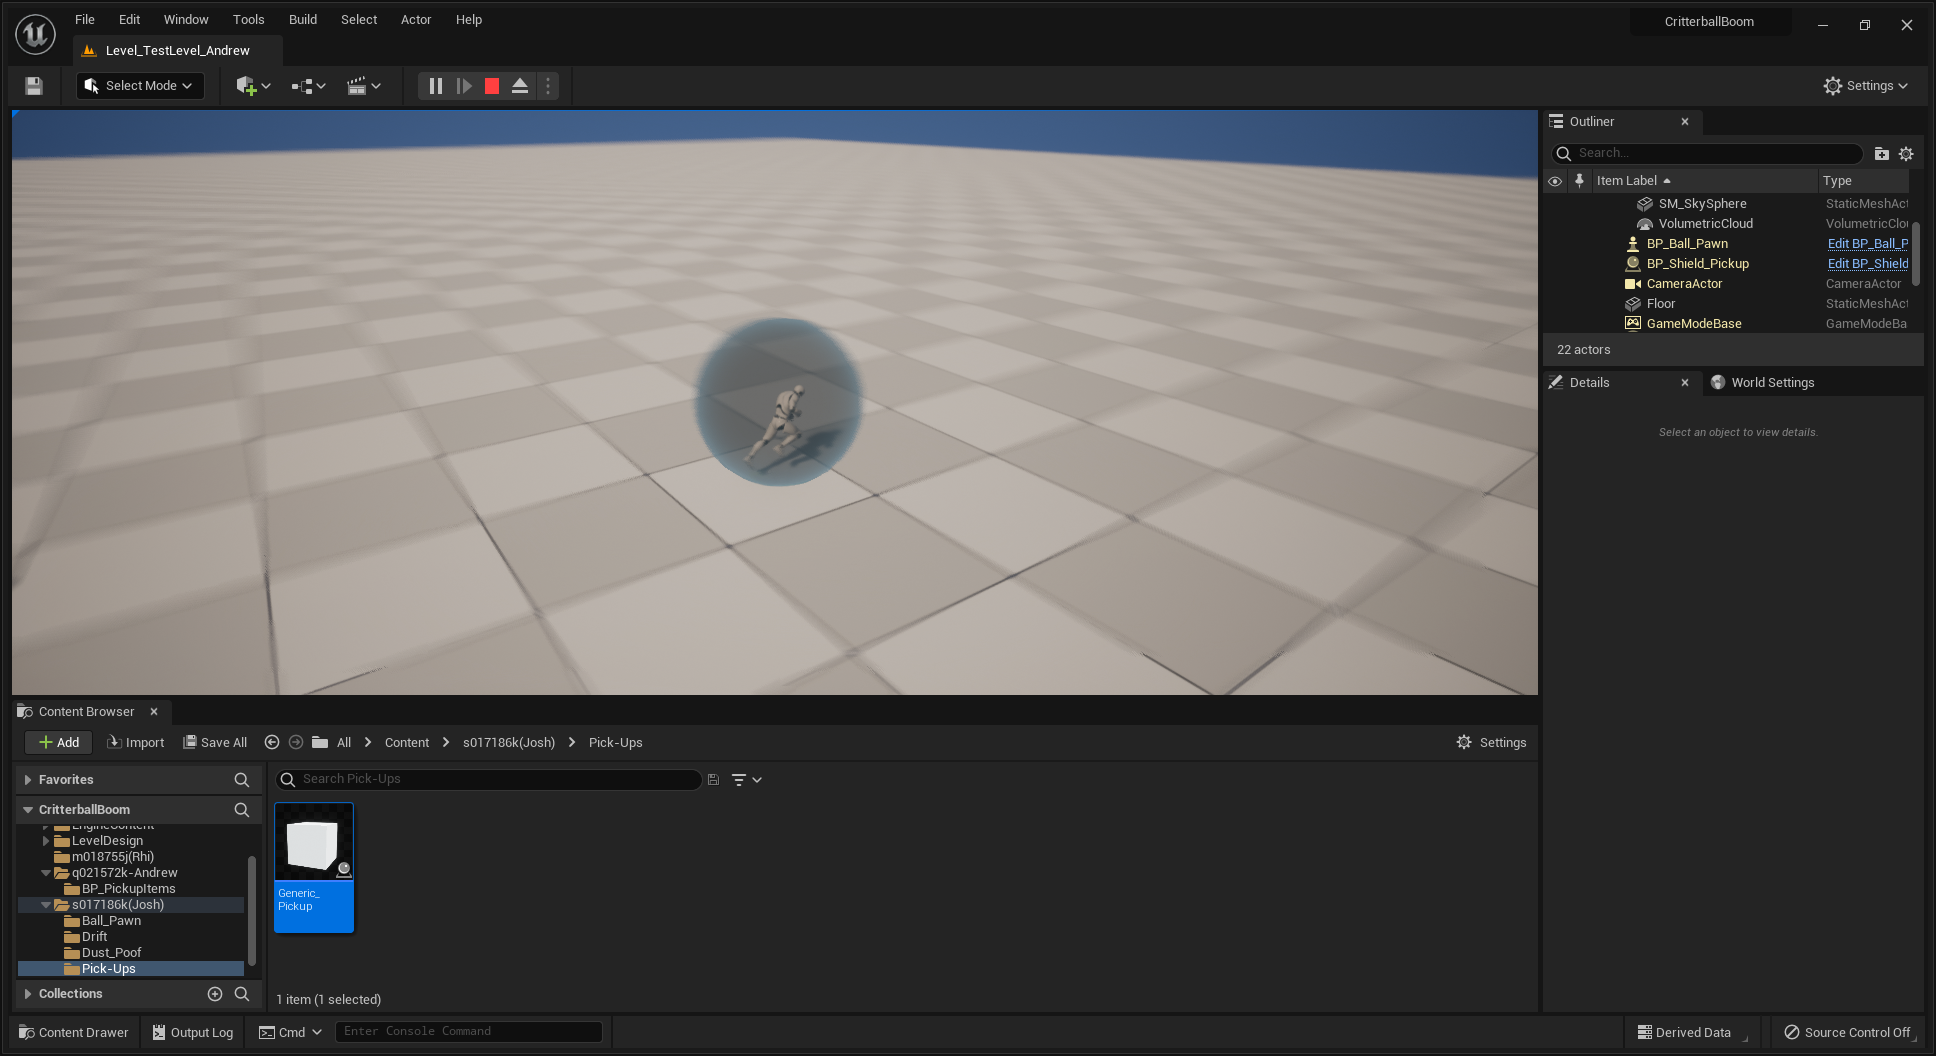 File Edit Window Tools Build Select Actor Help
CritterballBoom
Level_TestLevel_Andrew
Select Mode
Settings
Outliner
Search...
Item Label
Type
SM_SkySphere
StaticMeshAct
VolumetricCloud
VolumetricClou
BP_Ball_Pawn
Edit BP_Ball_P
BP_Shield_Pickup
Edit BP_Shield
CameraActor
CameraActor
Floor
StaticMeshAct
GameModeBase
GameModeBa
22 actors
Details
World Settings
Select an object to view details.
Content Browser
Add
Import
Save All
All
Content
s017186k(Josh)
Pick-Ups
Settings
Favorites
Search Pick-Ups
CritterballBoom
EngineContent
LevelDesign
m018755j(Rhi)
q021572k-Andrew
BP_PickupItems
s017186k(Josh)
Ball_Pawn
Drift
Dust_Poof
Pick-Ups
Generic_
Pickup
Collections
1 item (1 selected)
Content Drawer
Output Log
Cmd
Enter Console Command
Derived Data
Source Control Off